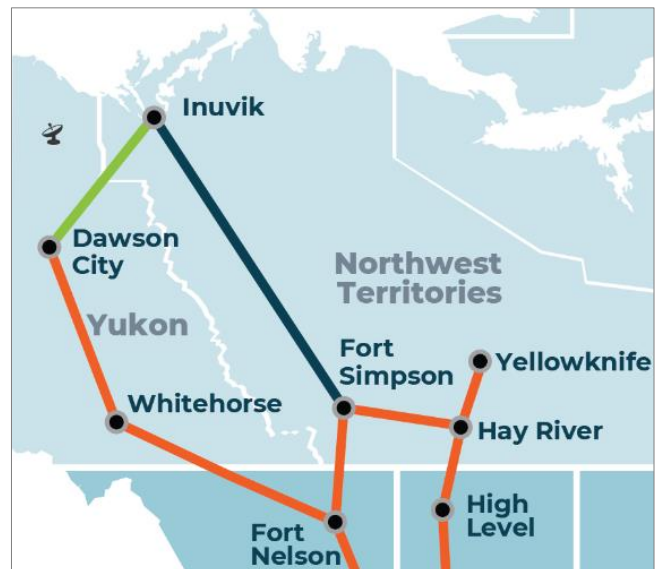 Inuvik
Dawson
City
Northwest
Territories
Yukon
Fort
Simpson
Yellowknife
Whitehorse
Hay River
High
Level
Fort
Nelson